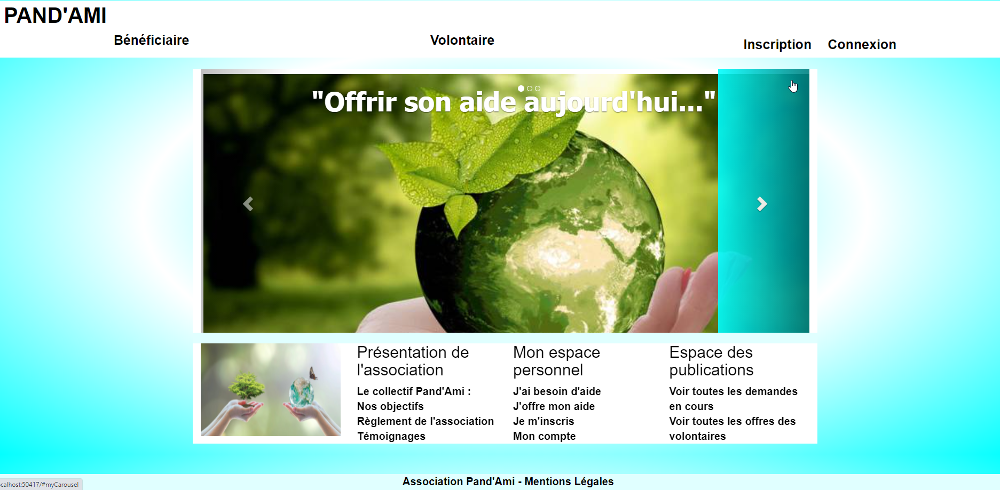 PAND'AMI
Bénéficiaire
Volontaire
Inscription
Connexion
"Offrir son aide aujourd'hui..."
Présentation de
l'association
Le collectif Pand'Ami :
Nos objectifs
Règlement de l'association
Témoignages
Mon espace
personnel
J'ai besoin d'aide
J'offre mon aide
Je m'inscris
Mon compte
Espace des
publications
Voir toutes les demandes
en cours
Voir toutes les offres des
volontaires
Association Pand'Ami - Mentions Légales
calhost:50417/#myCarousel